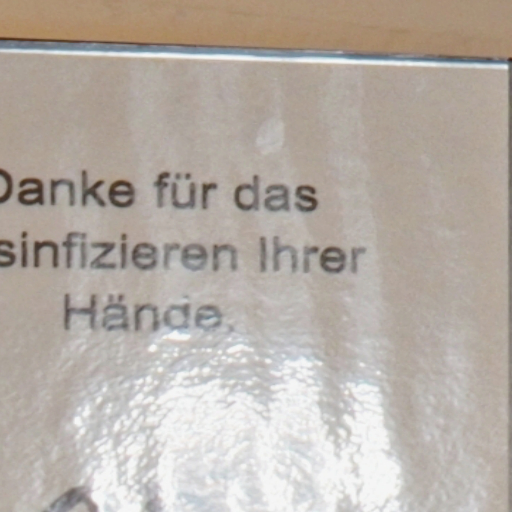 Danke für das
sinfizieren Ihrer
Hände.